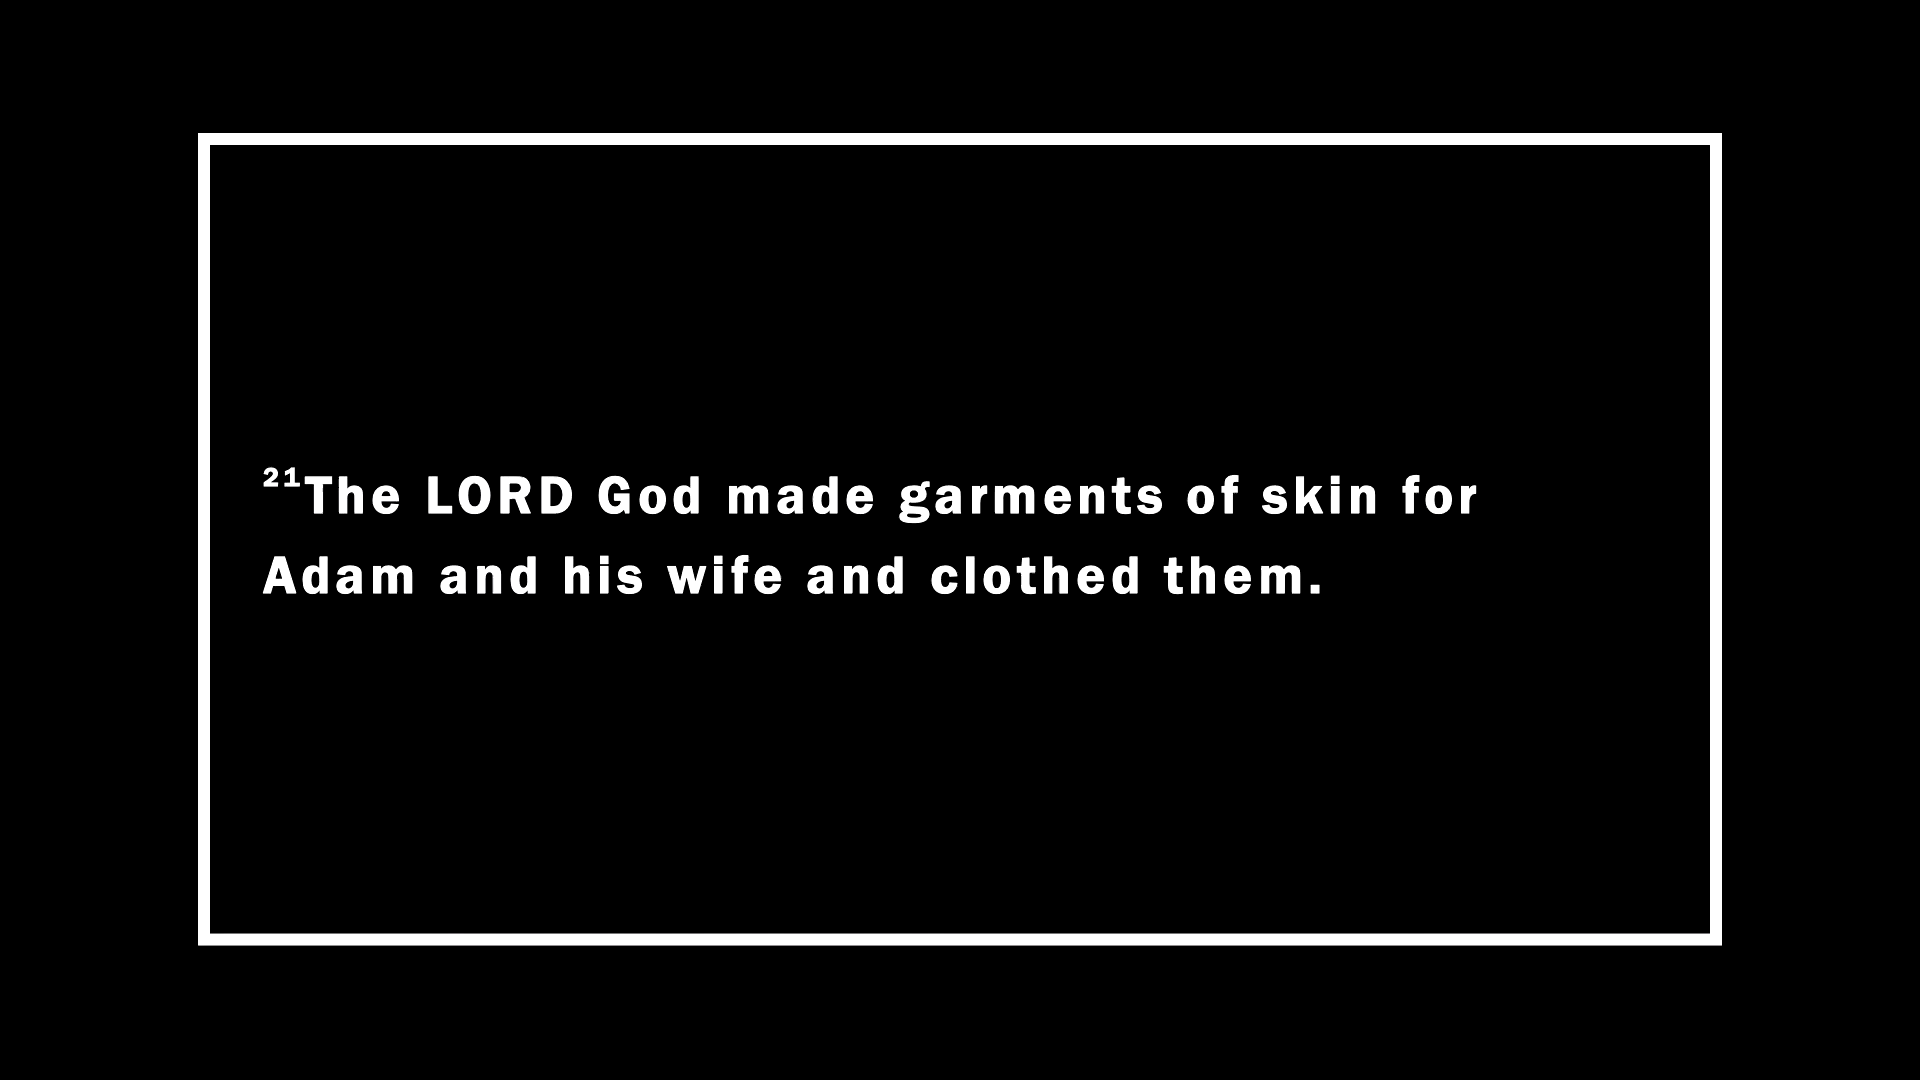 ²¹The LORD God made garments of skin for
Adam and his wife and clothed them.